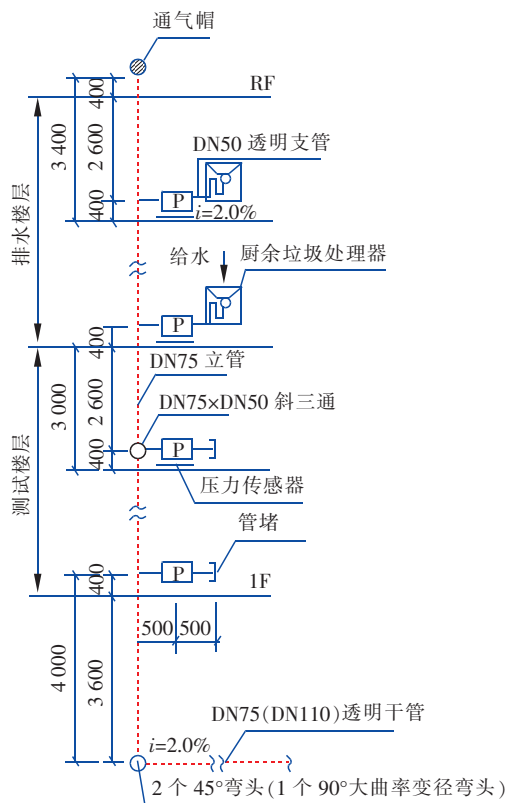 通气帽
RF
400
3 400
2 600
DN50 透明支管
P
400
i=2.0%
排水楼层
给水
厨余垃圾处理器
P
400
DN75 立管
3 000
2 600
DN75×DN50 斜三通
P
400
测试楼层
压力传感器
管堵
P
400
1F
500
500
4 000
3 600
DN75(DN110)透明干管
i=2.0%
2 个 45°弯头(1 个 90°大曲率变径弯头)